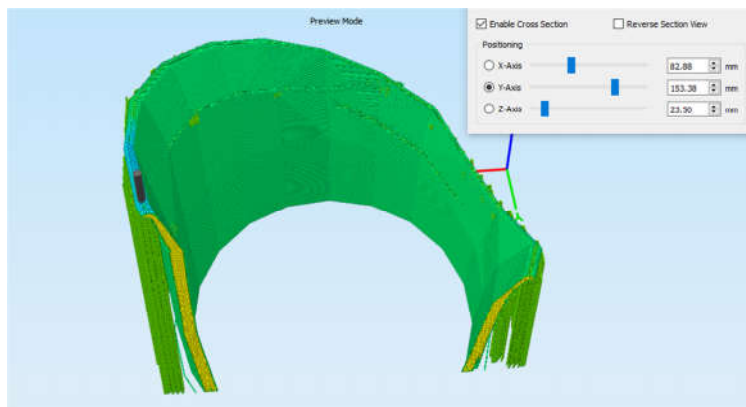 Preview Mode
Enable Cross Section Reverse Section View
Positioning
X-Axis 82.88 mm
Y-Axis 153.38 mm
Z-Axis 23.50 mm